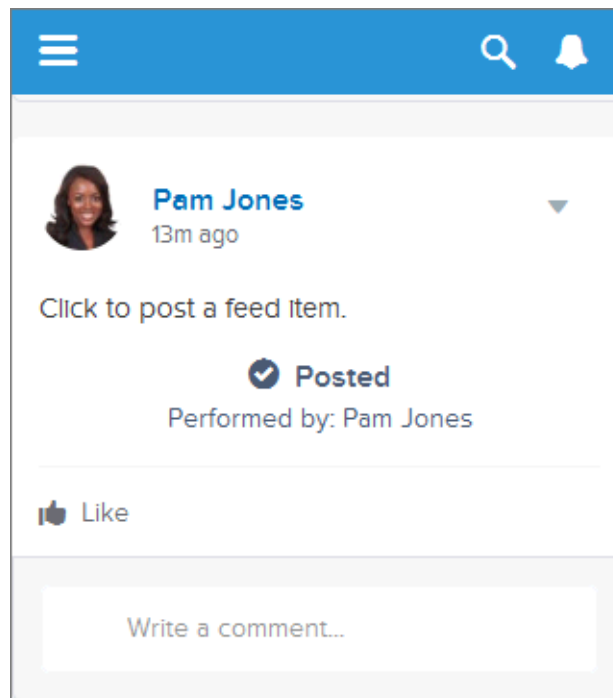 Pam Jones
13m ago
Click to post a feed item.
Posted
Performed by: Pam Jones
Like
Write a comment...